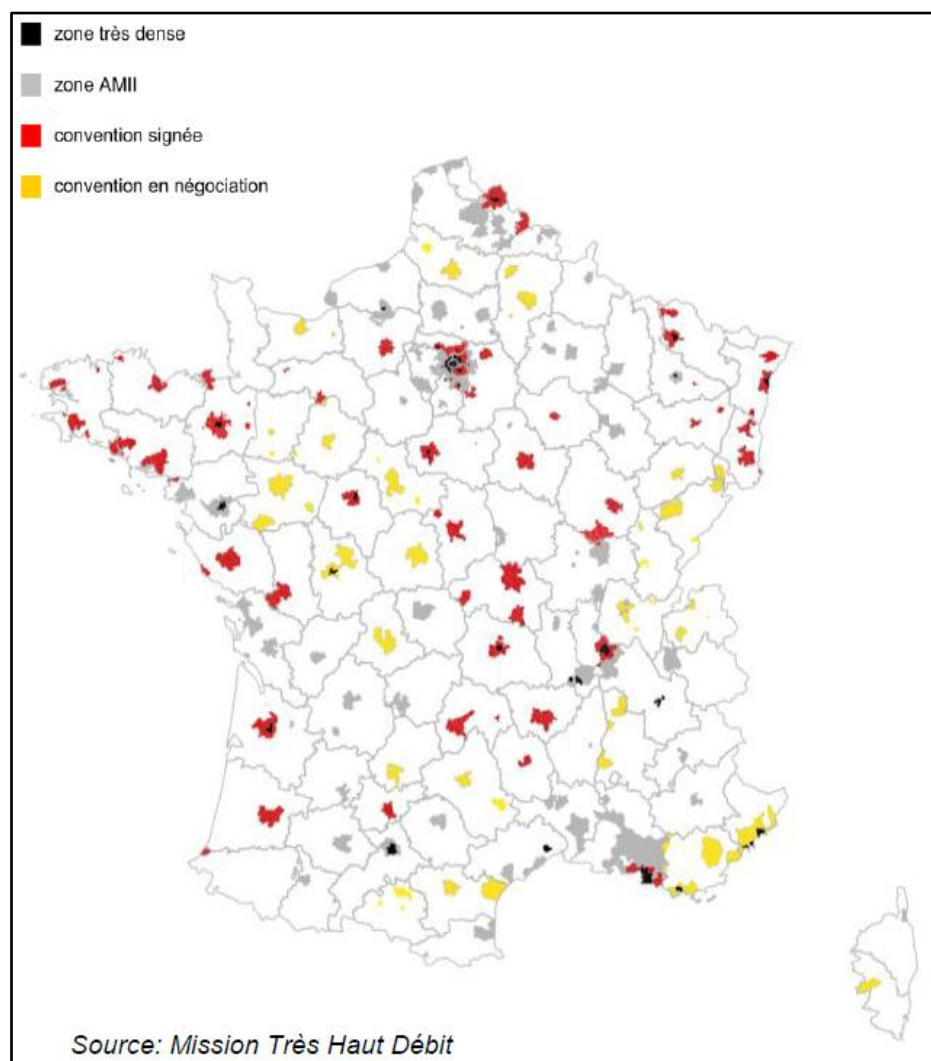 zone très dense
zone AMII
convention signée
convention en négociation
Source: Mission Très Haut Débit